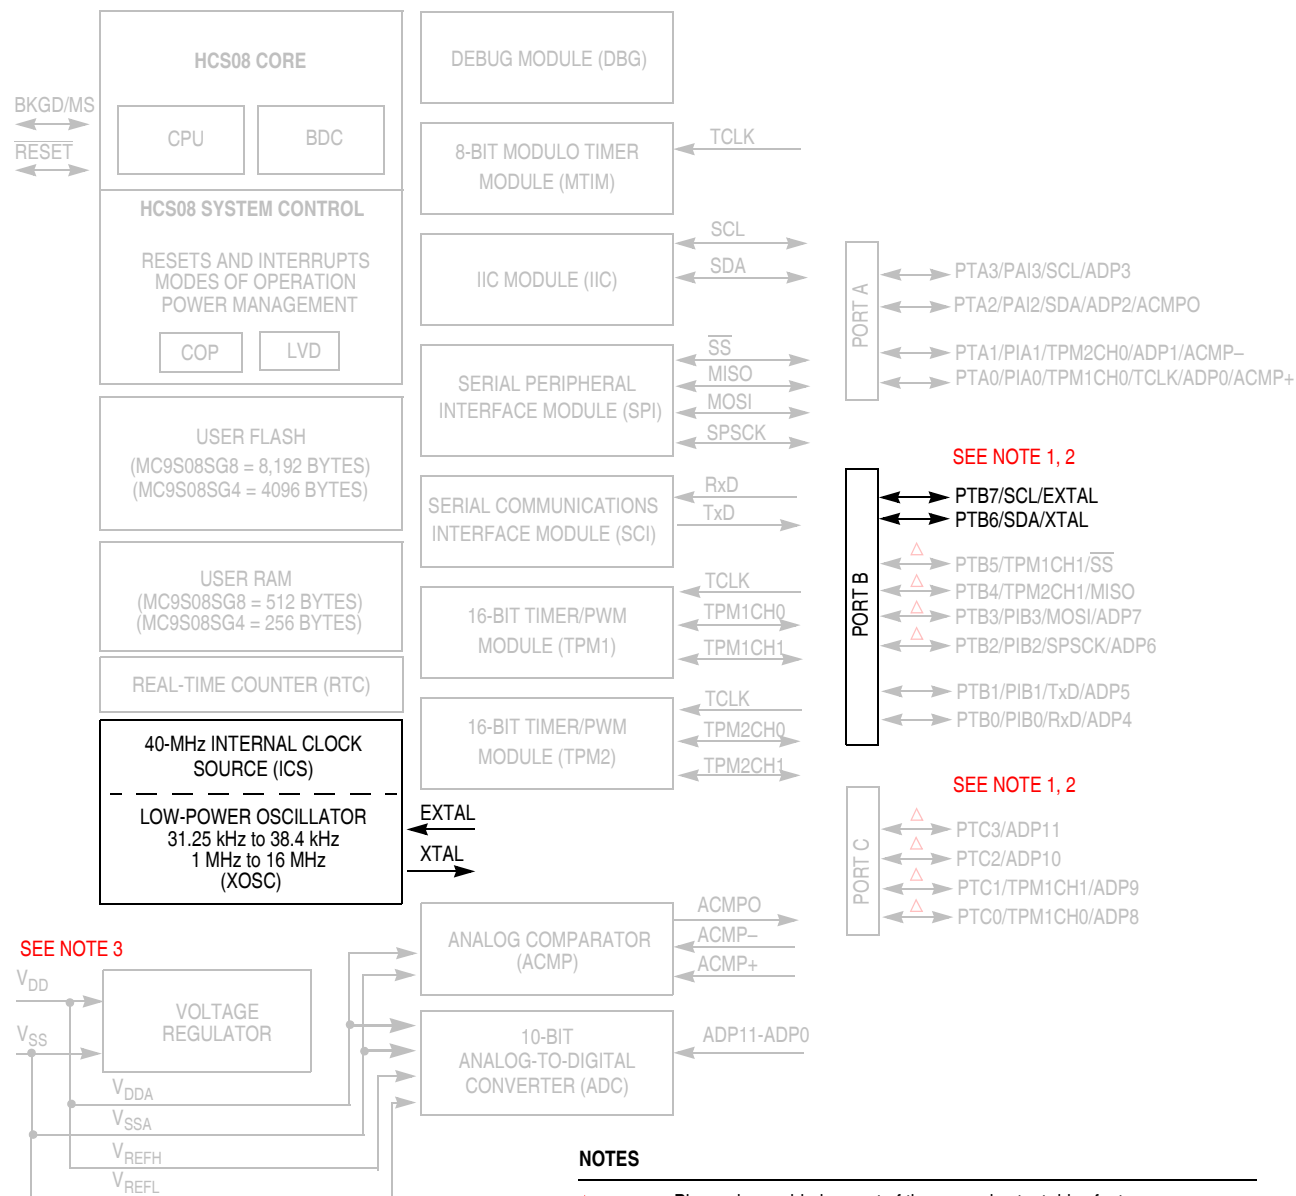 HCS08 CORE
CPU
BDC
BKGD/MS
RESET
HCS08 SYSTEM CONTROL
RESETS AND INTERRUPTS
MODES OF OPERATION
POWER MANAGEMENT
COP
LVD
USER FLASH
(MC9S08SG8 = 8,192 BYTES)
(MC9S08SG4 = 4096 BYTES)
USER RAM
(MC9S08SG8 = 512 BYTES)
(MC9S08SG4 = 256 BYTES)
REAL-TIME COUNTER (RTC)
40-MHz INTERNAL CLOCK
SOURCE (ICS)
LOW-POWER OSCILLATOR
31.25 kHz to 38.4 kHz
1 MHz to 16 MHz
(XOSC)
EXTAL
XTAL
SEE NOTE 3
VDD
VSS
VOLTAGE
REGULATOR
VDDA
VSSA
VREFH
VREFL
DEBUG MODULE (DBG)
8-BIT MODULO TIMER
MODULE (MTIM)
TCLK
IIC MODULE (IIC)
SCL
SDA
SERIAL PERIPHERAL
INTERFACE MODULE (SPI)
SS
MISO
MOSI
SPSCK
SERIAL COMMUNICATIONS
INTERFACE MODULE (SCI)
RxD
TxD
16-BIT TIMER/PWM
MODULE (TPM1)
TCLK
TPM1CH0
TPM1CH1
16-BIT TIMER/PWM
MODULE (TPM2)
TCLK
TPM2CH0
TPM2CH1
ANALOG COMPARATOR
(ACMP)
ACMPO
ACMP–
ACMP+
10-BIT
ANALOG-TO-DIGITAL
CONVERTER (ADC)
ADP11-ADP0
PORT A
PTA3/PAI3/SCL/ADP3
PTA2/PAI2/SDA/ADP2/ACMPO
PTA1/PIA1/TPM2CH0/ADP1/ACMP–
PTA0/PIA0/TPM1CH0/TCLK/ADP0/ACMP+
SEE NOTE 1, 2
PORT B
PTB7/SCL/EXTAL
PTB6/SDA/XTAL
△ PTB5/TPM1CH1/SS
△ PTB4/TPM2CH1/MISO
△ PTB3/PIB3/MOSI/ADP7
△ PTB2/PIB2/SPSCK/ADP6
PTB1/PIB1/TxD/ADP5
PTB0/PIB0/RxD/ADP4
SEE NOTE 1, 2
PORT C
△ PTC3/ADP11
△ PTC2/ADP10
△ PTC1/TPM1CH1/ADP9
△ PTC0/TPM1CH0/ADP8
NOTES